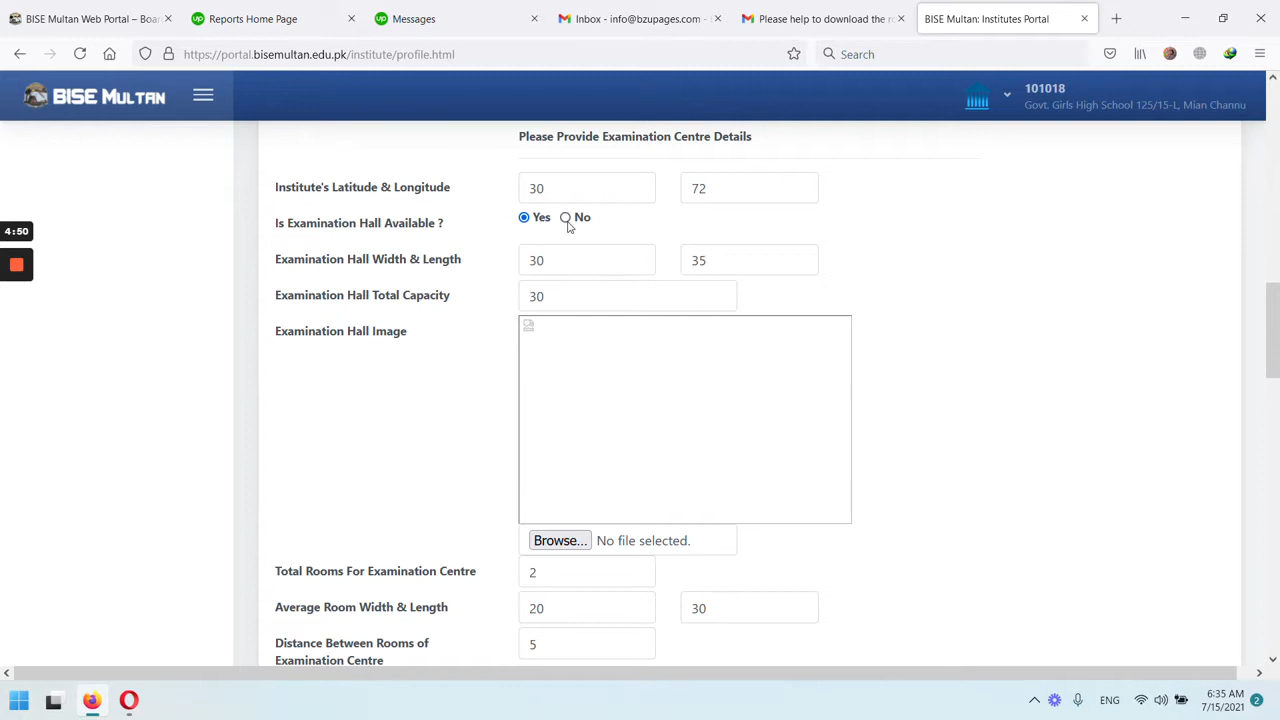 BISE Multan Web Portal – Boar
Reports Home Page
Messages
Inbox - info@bzupages.com -
Please help to download the ro
BISE Multan: Institutes Portal
https://portal.bisemultan.edu.pk/institute/profile.html
Search
BISE MULTAN
101018
Govt. Girls High School 125/15-L, Mian Channu
Please Provide Examination Centre Details
Institute's Latitude & Longitude
30
72
Is Examination Hall Available ?
Yes
No
4:50
Examination Hall Width & Length
30
35
Examination Hall Total Capacity
30
Examination Hall Image
Browse...
No file selected.
Total Rooms For Examination Centre
2
Average Room Width & Length
20
30
Distance Between Rooms of
Examination Centre
5
ENG
6:35 AM
7/15/2021
2